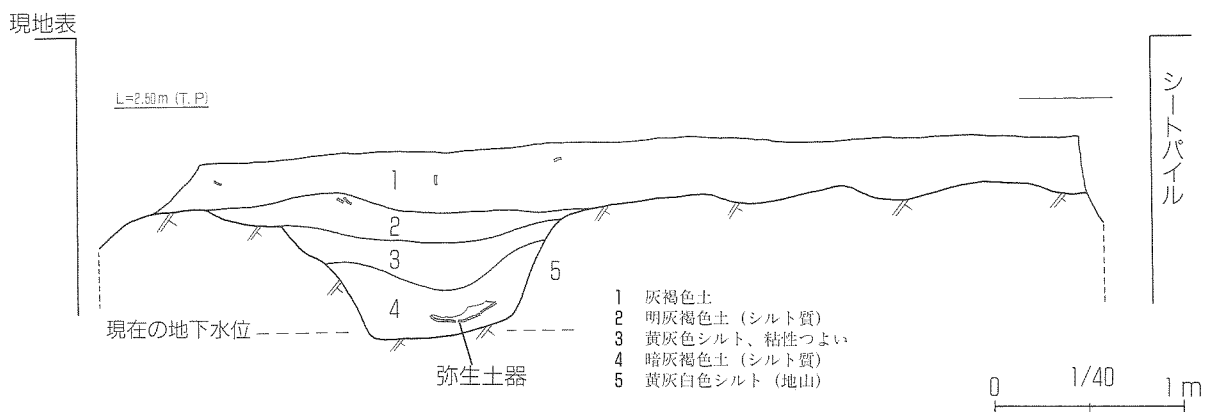 現地表
L=2.50m (T.P)
シートパイル
1
2
3
4
5
現在の地下水位
弥生土器
1 灰褐色土
2 明灰褐色土 (シルト質)
3 黄灰色シルト、粘性つよい
4 暗灰褐色土 (シルト質)
5 黄灰白色シルト (地山)
0 1/40 1m